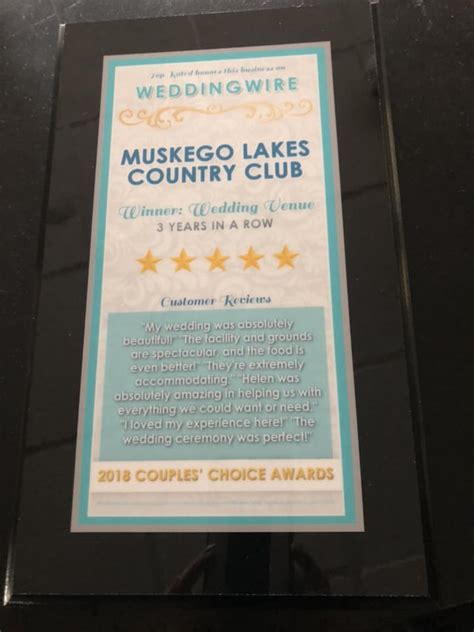 Top Rated honors this business on
WEDDINGWIRE
MUSKEGO LAKES
COUNTRY CLUB
Winner: Wedding Venue
3 YEARS IN A ROW
Customer Reviews
"My wedding was absolutely
beautiful!" "The facility and grounds
are spectacular, and the food is
even better!" "They're extremely
accommodating." "Helen was
absolutely amazing in helping us with
everything we could want or need."
"I loved my experience here!" "The
wedding ceremony was perfect!"
2018 COUPLES' CHOICE AWARDS